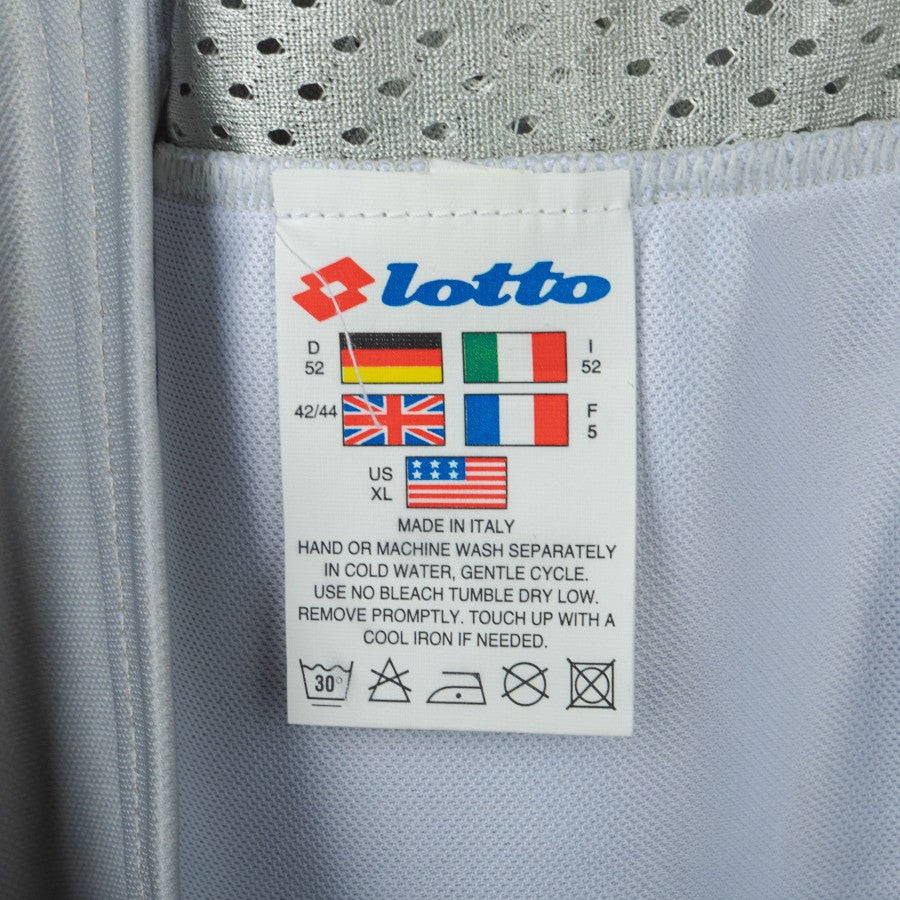 lotto
D
52
I
52
42/44
F
5
US
XL
MADE IN ITALY
HAND OR MACHINE WASH SEPARATELY
IN COLD WATER, GENTLE CYCLE.
USE NO BLEACH TUMBLE DRY LOW.
REMOVE PROMPTLY. TOUCH UP WITH A
COOL IRON IF NEEDED.
30°